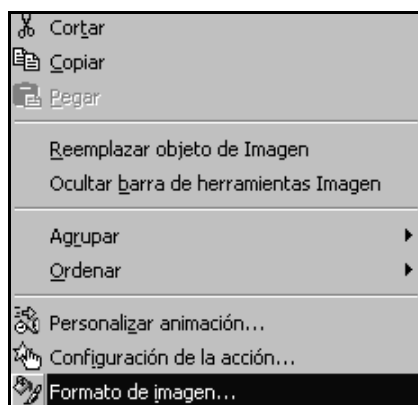 Cortar
Copiar
Pegar
Reemplazar objeto de Imagen
Ocultar barra de herramientas Imagen
Agrupar
Ordenar
Personalizar animación...
Configuración de la acción...
Formato de imagen...